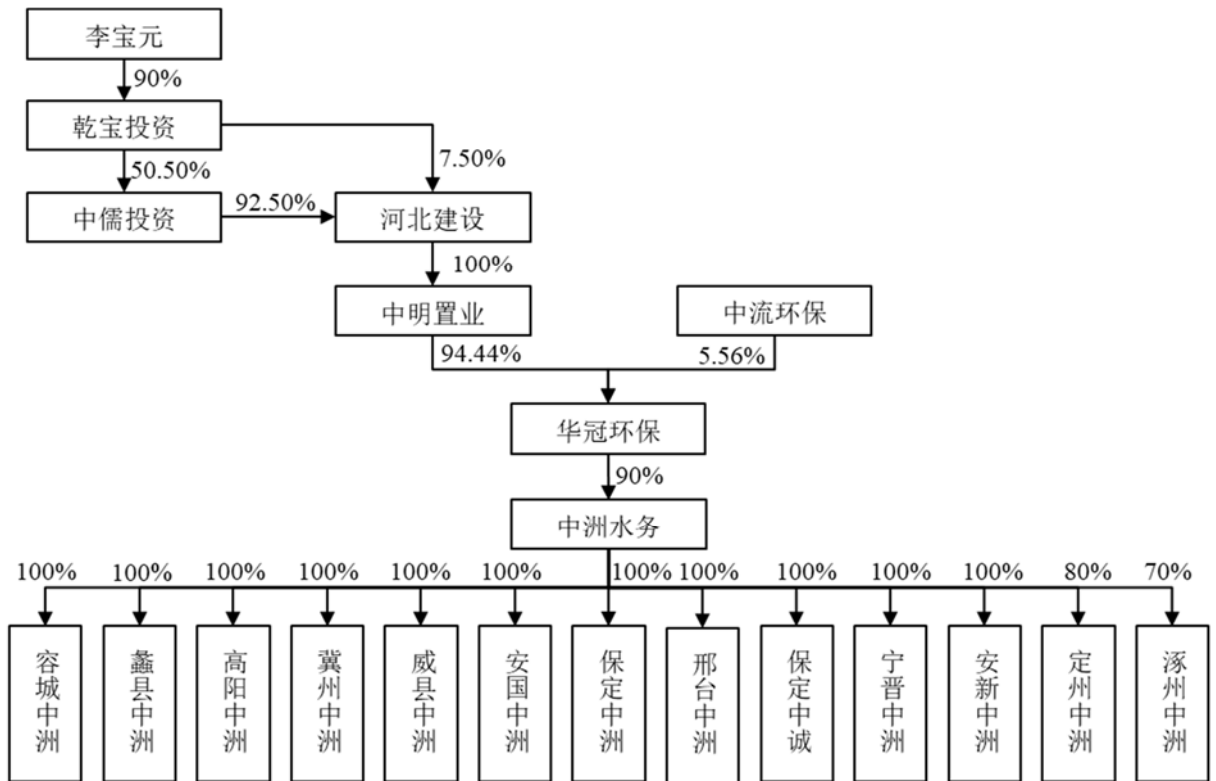 李宝元
90%
乾宝投资
50.50%
7.50%
中儒投资
92.50%
河北建设
100%
中明置业
中流环保
94.44%
5.56%
华冠环保
90%
中洲水务
100%
100%
100%
100%
100%
100%
100%
100%
100%
100%
100%
80%
70%
容城中洲
蠡县中洲
高阳中洲
冀州中洲
威县中洲
安国中洲
保定中洲
邢台中洲
保定中诚
宁晋中洲
安新中洲
定州中洲
涿州中洲